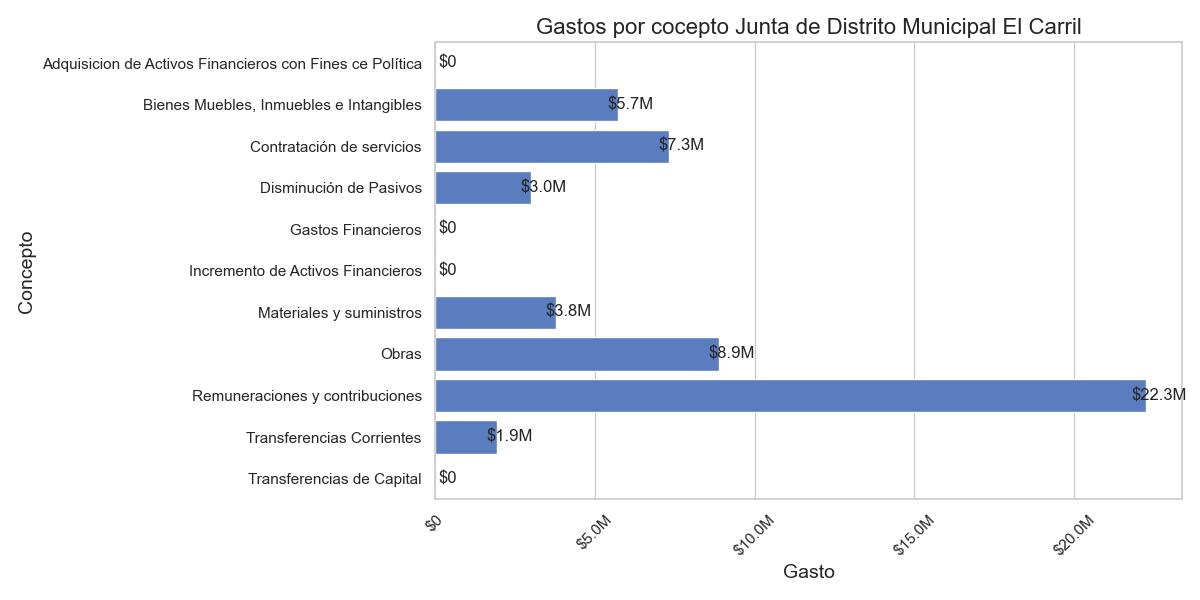 Gastos por cocepto Junta de Distrito Municipal El Carril
Concepto
Adquisicion de Activos Financieros con Fines ce Política $0
Bienes Muebles, Inmuebles e Intangibles $5.7M
Contratación de servicios $7.3M
Disminución de Pasivos $3.0M
Gastos Financieros $0
Incremento de Activos Financieros $0
Materiales y suministros $3.8M
Obras $8.9M
Remuneraciones y contribuciones $22.3M
Transferencias Corrientes $1.9M
Transferencias de Capital $0
$0 $5.0M $10.0M $15.0M $20.0M
Gasto